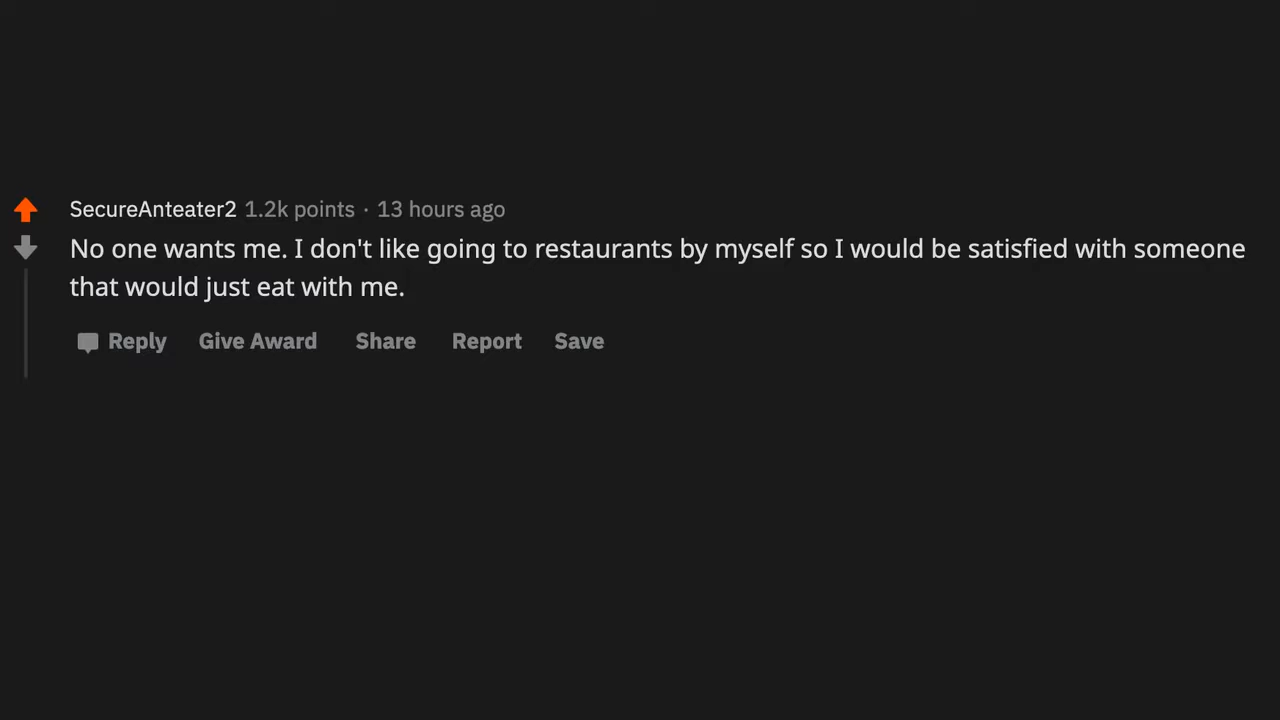 SecureAnteater2 1.2k points · 13 hours ago
No one wants me. I don't like going to restaurants by myself so I would be satisfied with someone
that would just eat with me.
Reply Give Award Share Report Save